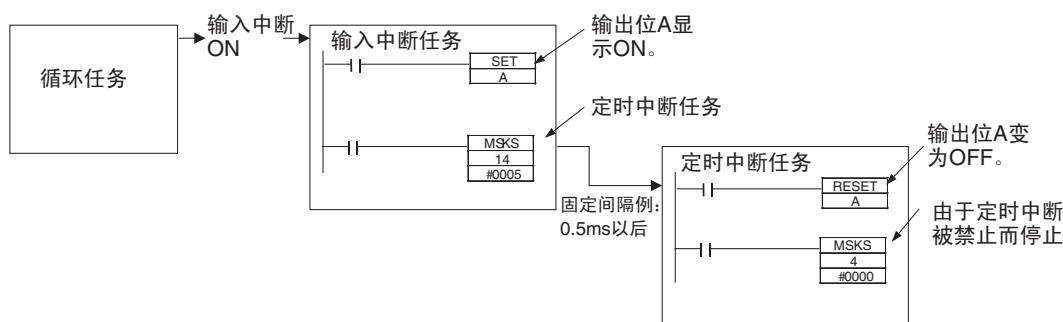 循环任务
输入中断
ON
输入中断任务
SET
A
输出位A显
示ON。
MSKS
14
#0005
定时中断任务
固定间隔例:
0.5ms以后
定时中断任务
RESET
A
输出位A变
为OFF。
MSKS
4
#0000
由于定时中断
被禁止而停止